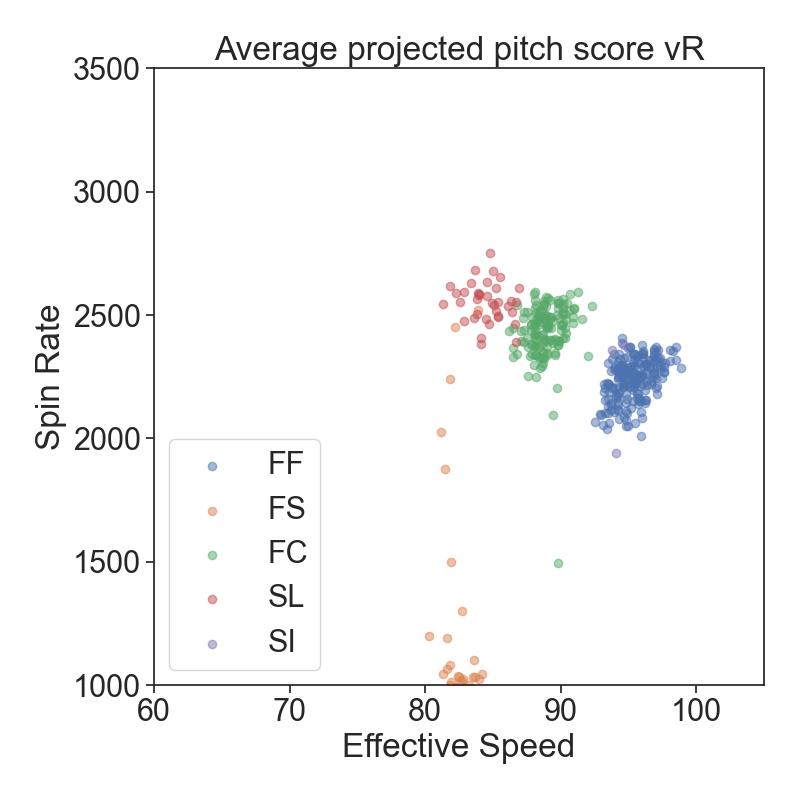 Average projected pitch score vR
3500
3000
2500
2000
1500
1000
Spin Rate
FF
FS
FC
SL
SI
60 70 80 90 100
Effective Speed